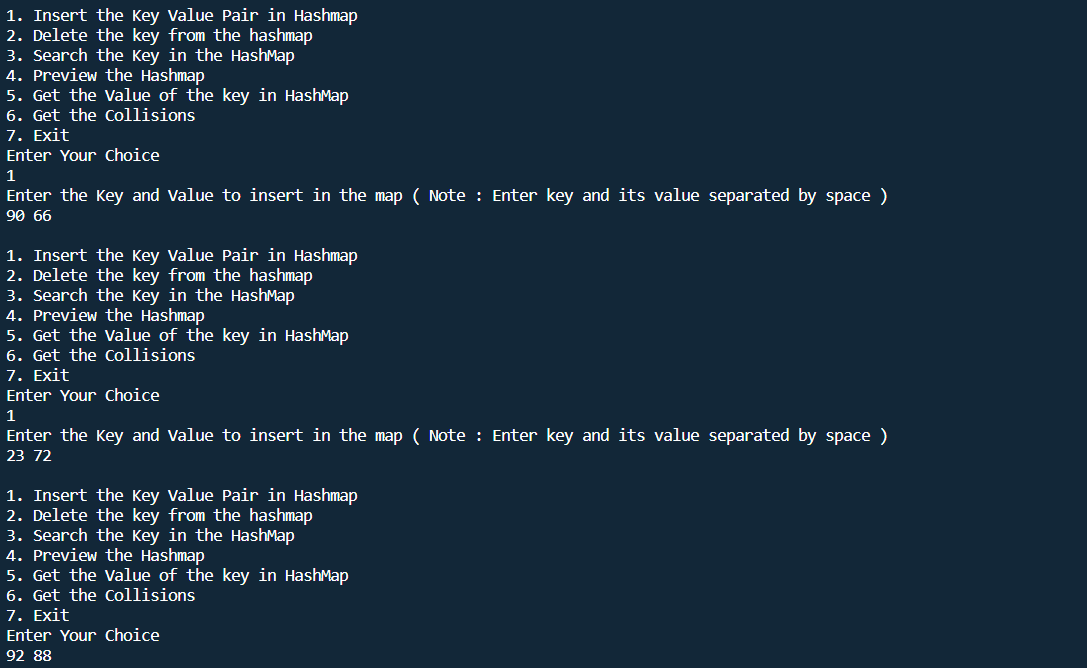 1. Insert the Key Value Pair in Hashmap
2. Delete the key from the hashmap
3. Search the Key in the HashMap
4. Preview the Hashmap
5. Get the Value of the key in HashMap
6. Get the Collisions
7. Exit
Enter Your Choice
1
Enter the Key and Value to insert in the map ( Note : Enter key and its value separated by space )
90 66
1. Insert the Key Value Pair in Hashmap
2. Delete the key from the hashmap
3. Search the Key in the HashMap
4. Preview the Hashmap
5. Get the Value of the key in HashMap
6. Get the Collisions
7. Exit
Enter Your Choice
1
Enter the Key and Value to insert in the map ( Note : Enter key and its value separated by space )
23 72
1. Insert the Key Value Pair in Hashmap
2. Delete the key from the hashmap
3. Search the Key in the HashMap
4. Preview the Hashmap
5. Get the Value of the key in HashMap
6. Get the Collisions
7. Exit
Enter Your Choice
92 88